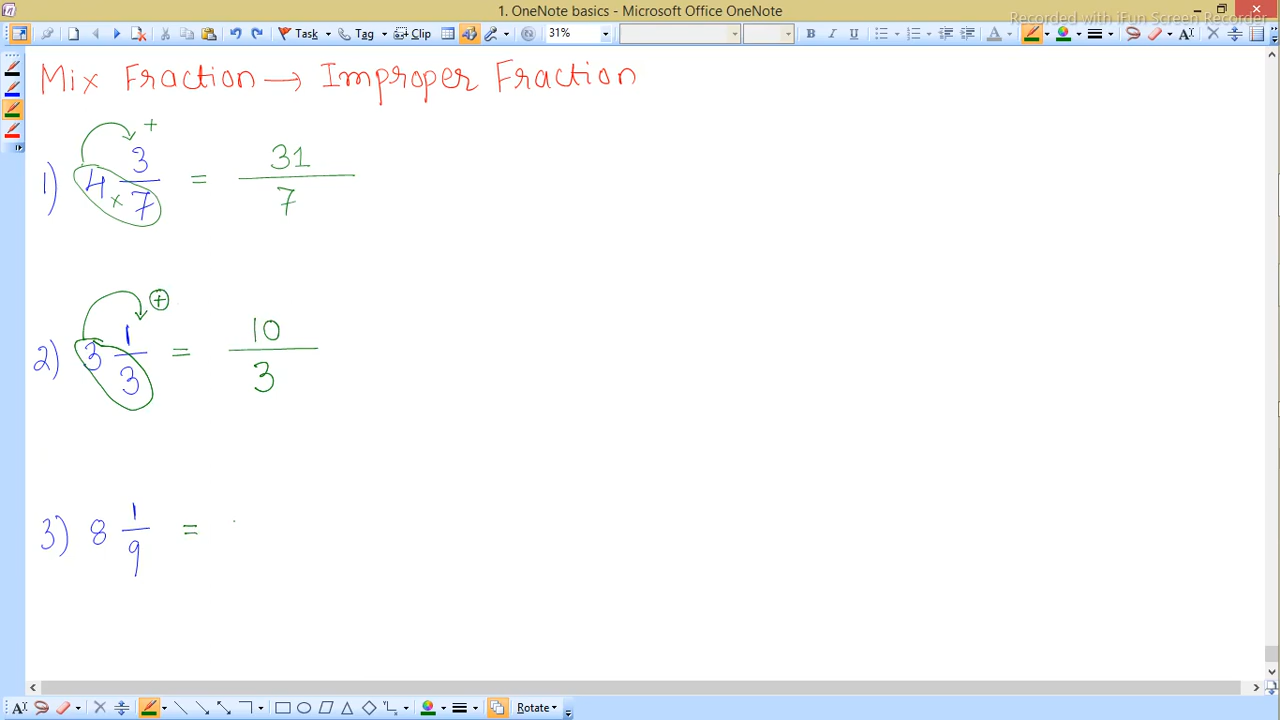 1. OneNote basics - Microsoft Office OneNote
Recorded with iFun Screen Recorder
Task Tag Clip 31% B I U A
Mix Fraction → Improper Fraction
1) 4 × 3/7 + = 31/7
2) 3 1/3 + = 10/3
3) 8 1/9 =
A Rotate